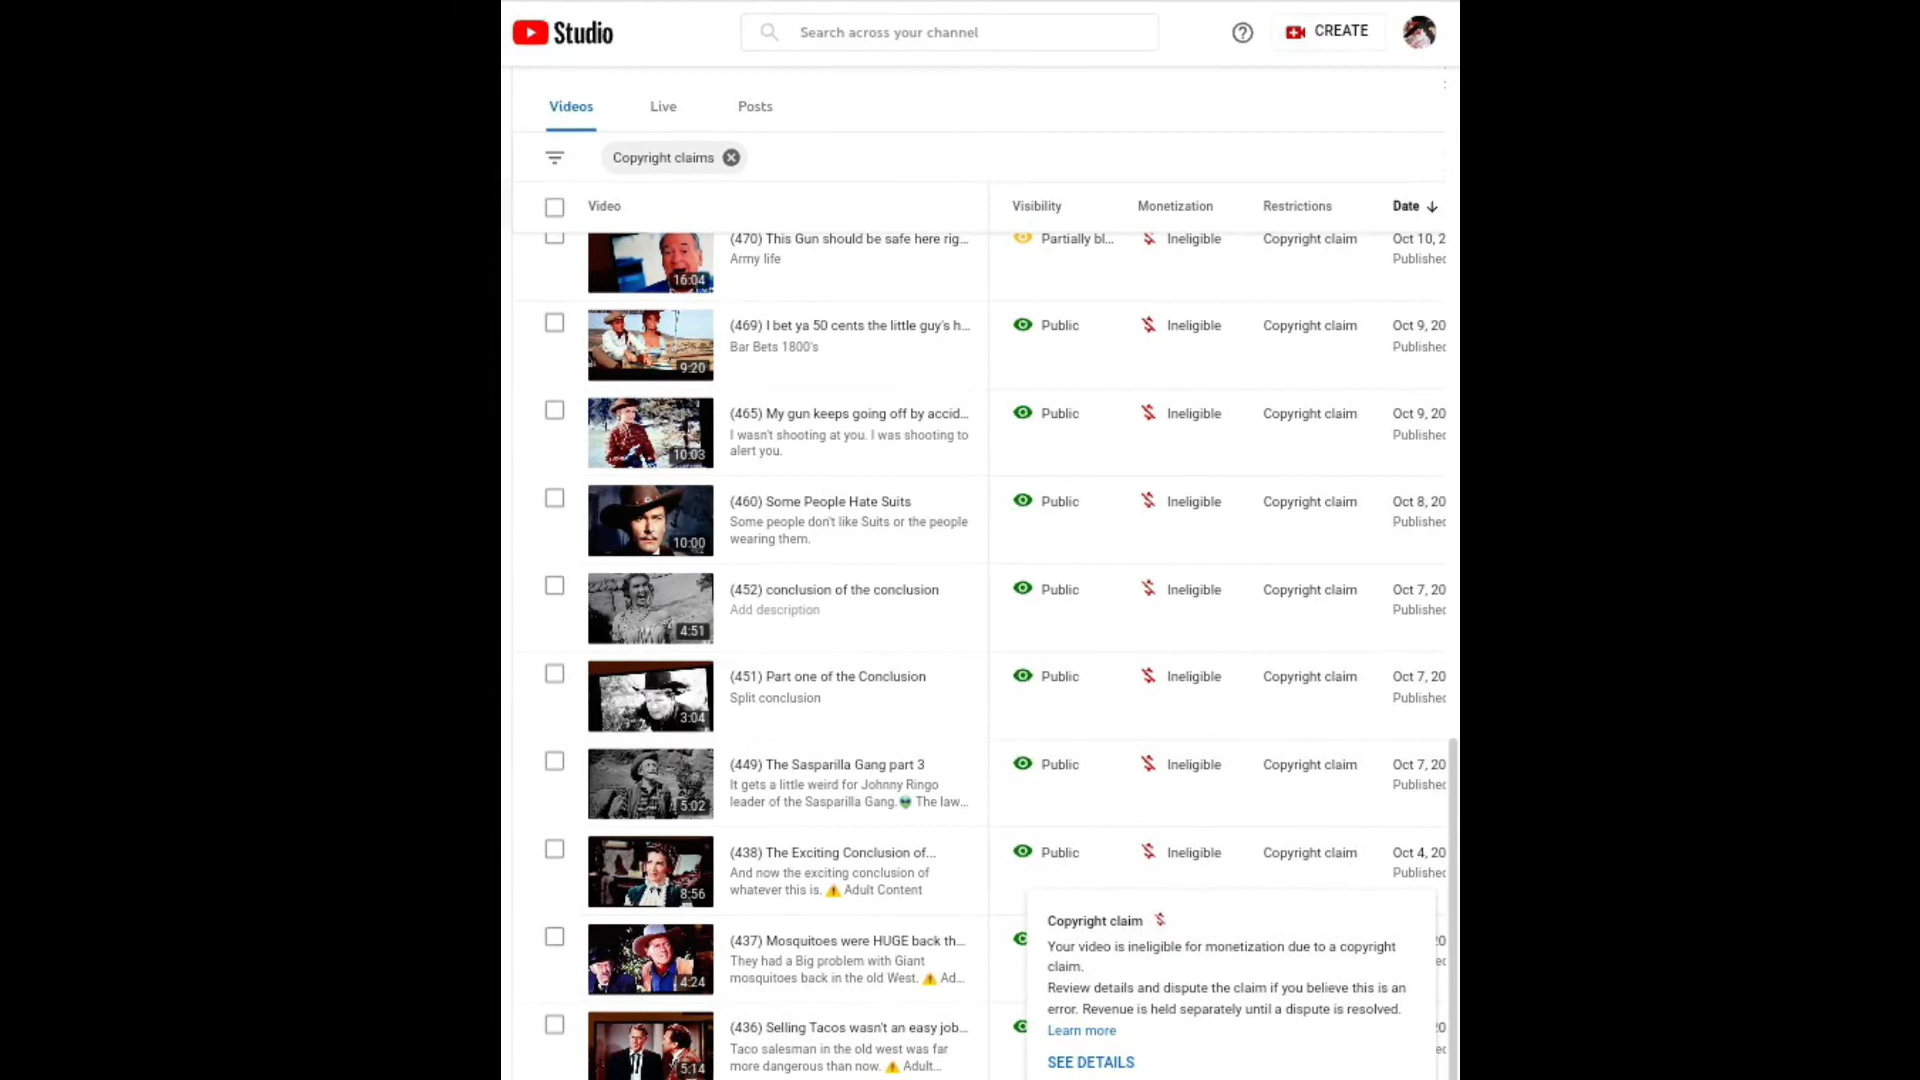 Studio
Search across your channel
CREATE
Videos
Live
Posts
Copyright claims
Video
Visibility
Monetization
Restrictions
Date
(470) This Gun should be safe here rig...
Army life
16:04
Partially bl...
Ineligible
Copyright claim
Oct 10, 2
Published
(469) I bet ya 50 cents the little guy's h...
Bar Bets 1800's
9:20
Public
Ineligible
Copyright claim
Oct 9, 20
Published
(465) My gun keeps going off by accid...
I wasn't shooting at you. I was shooting to
alert you.
10:03
Public
Ineligible
Copyright claim
Oct 9, 20
Published
(460) Some People Hate Suits
Some people don't like Suits or the people
wearing them.
10:00
Public
Ineligible
Copyright claim
Oct 8, 20
Published
(452) conclusion of the conclusion
Add description
4:51
Public
Ineligible
Copyright claim
Oct 7, 20
Published
(451) Part one of the Conclusion
Split conclusion
3:04
Public
Ineligible
Copyright claim
Oct 7, 20
Published
(449) The Sasparilla Gang part 3
It gets a little weird for Johnny Ringo
leader of the Sasparilla Gang.👽 The law...
5:02
Public
Ineligible
Copyright claim
Oct 7, 20
Published
(438) The Exciting Conclusion of...
And now the exciting conclusion of
whatever this is. ⚠️ Adult Content
8:56
Public
Ineligible
Copyright claim
Oct 4, 20
Published
(437) Mosquitoes were HUGE back th...
They had a Big problem with Giant
mosquitoes back in the old West. ⚠️ Ad...
4:24
(436) Selling Tacos wasn't an easy job...
Taco salesman in the old west was far
more dangerous than now. ⚠️ Adult...
5:14
Copyright claim
Your video is ineligible for monetization due to a copyright
claim.
Review details and dispute the claim if you believe this is an
error. Revenue is held separately until a dispute is resolved.
Learn more
SEE DETAILS